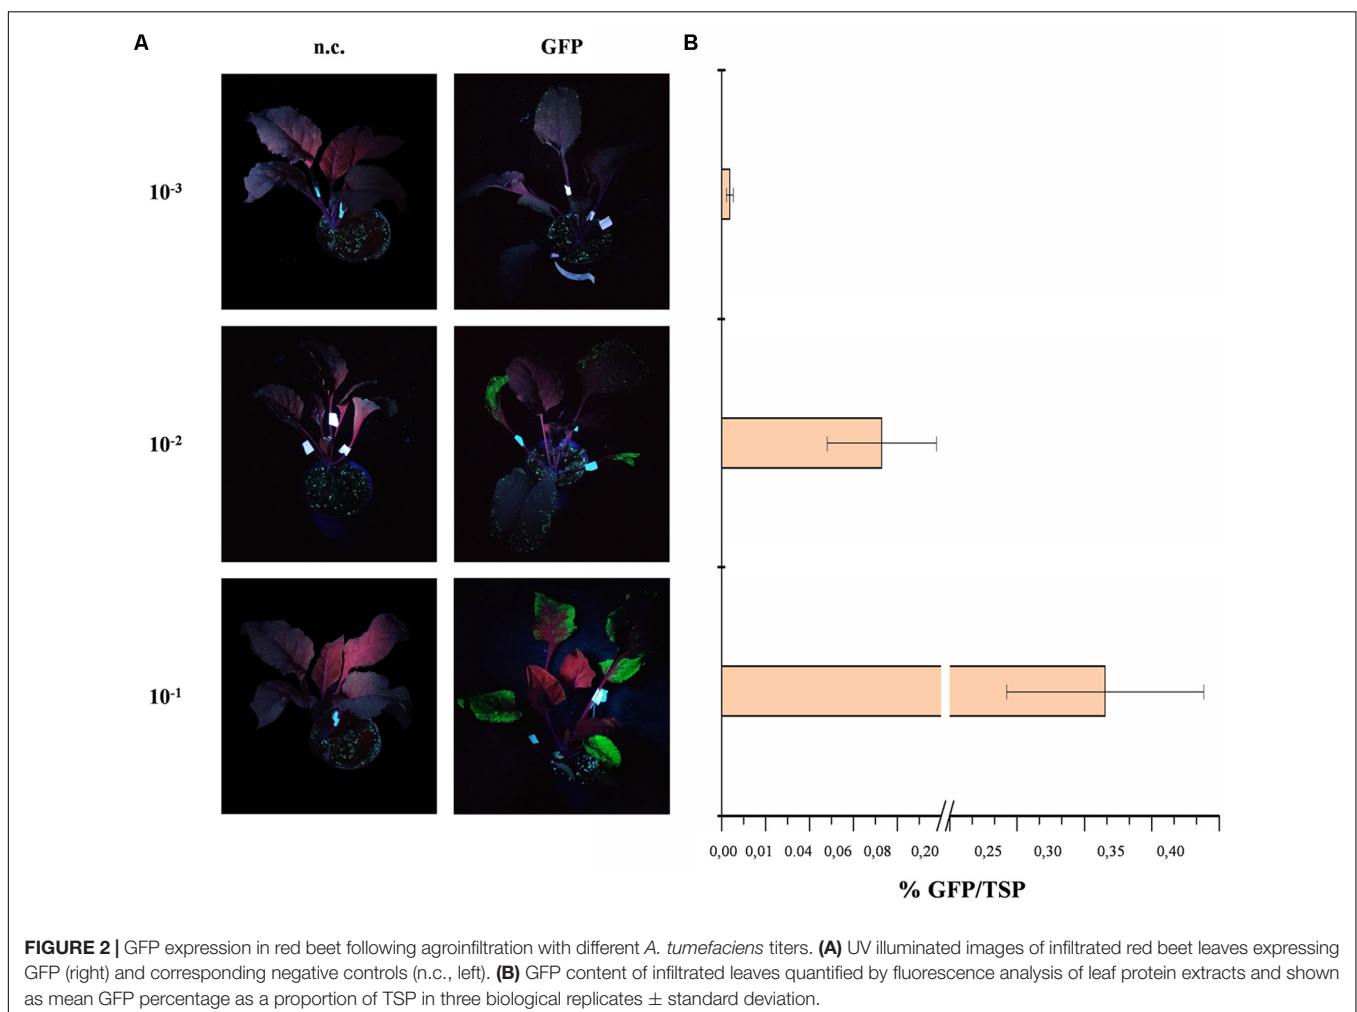 A
n.c.
GFP
B
10-3
10-2
10-1
0,00 0,01 0.04 0,06 0,08 0,20 0,25 0,30 0,35 0,40
% GFP/TSP
FIGURE 2 | GFP expression in red beet following agroinfiltration with different A. tumefaciens titers. (A) UV illuminated images of infiltrated red beet leaves expressing
GFP (right) and corresponding negative controls (n.c., left). (B) GFP content of infiltrated leaves quantified by fluorescence analysis of leaf protein extracts and shown
as mean GFP percentage as a proportion of TSP in three biological replicates ± standard deviation.